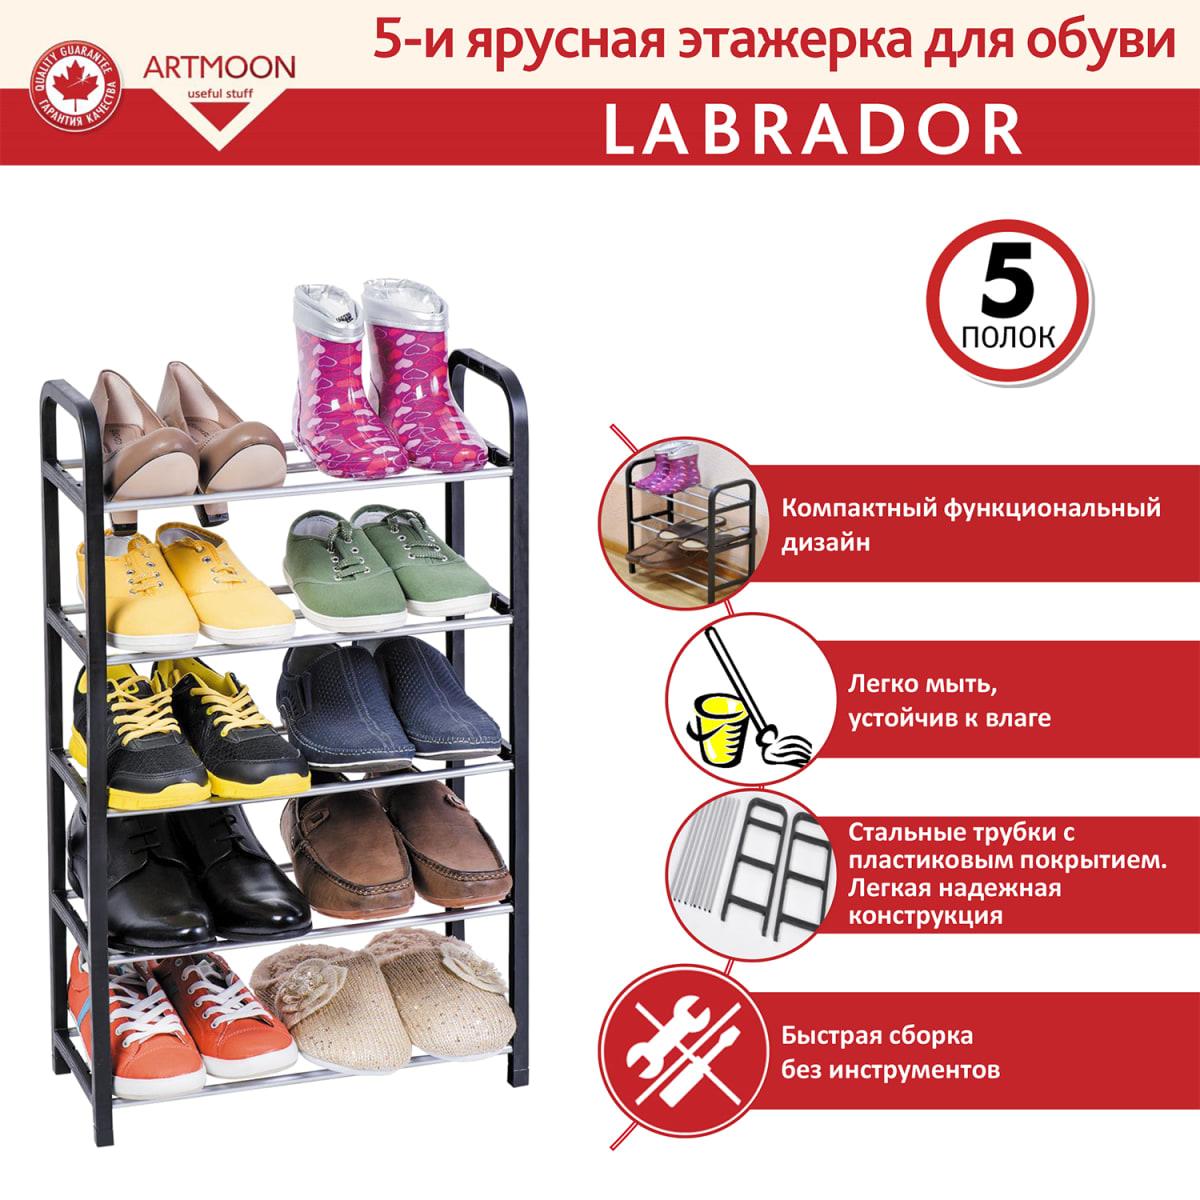 5-и ярусная этажерка для обуви
QUALITY GUARANTEE
ГАРАНТИЯ КАЧЕСТВА
ARTMOON
useful stuff
LABRADOR
5
ПОЛОК
Компактный функциональный
дизайн
Легко мыть,
устойчив к влаге
Стальные трубки с
пластиковым покрытием.
Легкая надежная
конструкция
Быстрая сборка
без инструментов